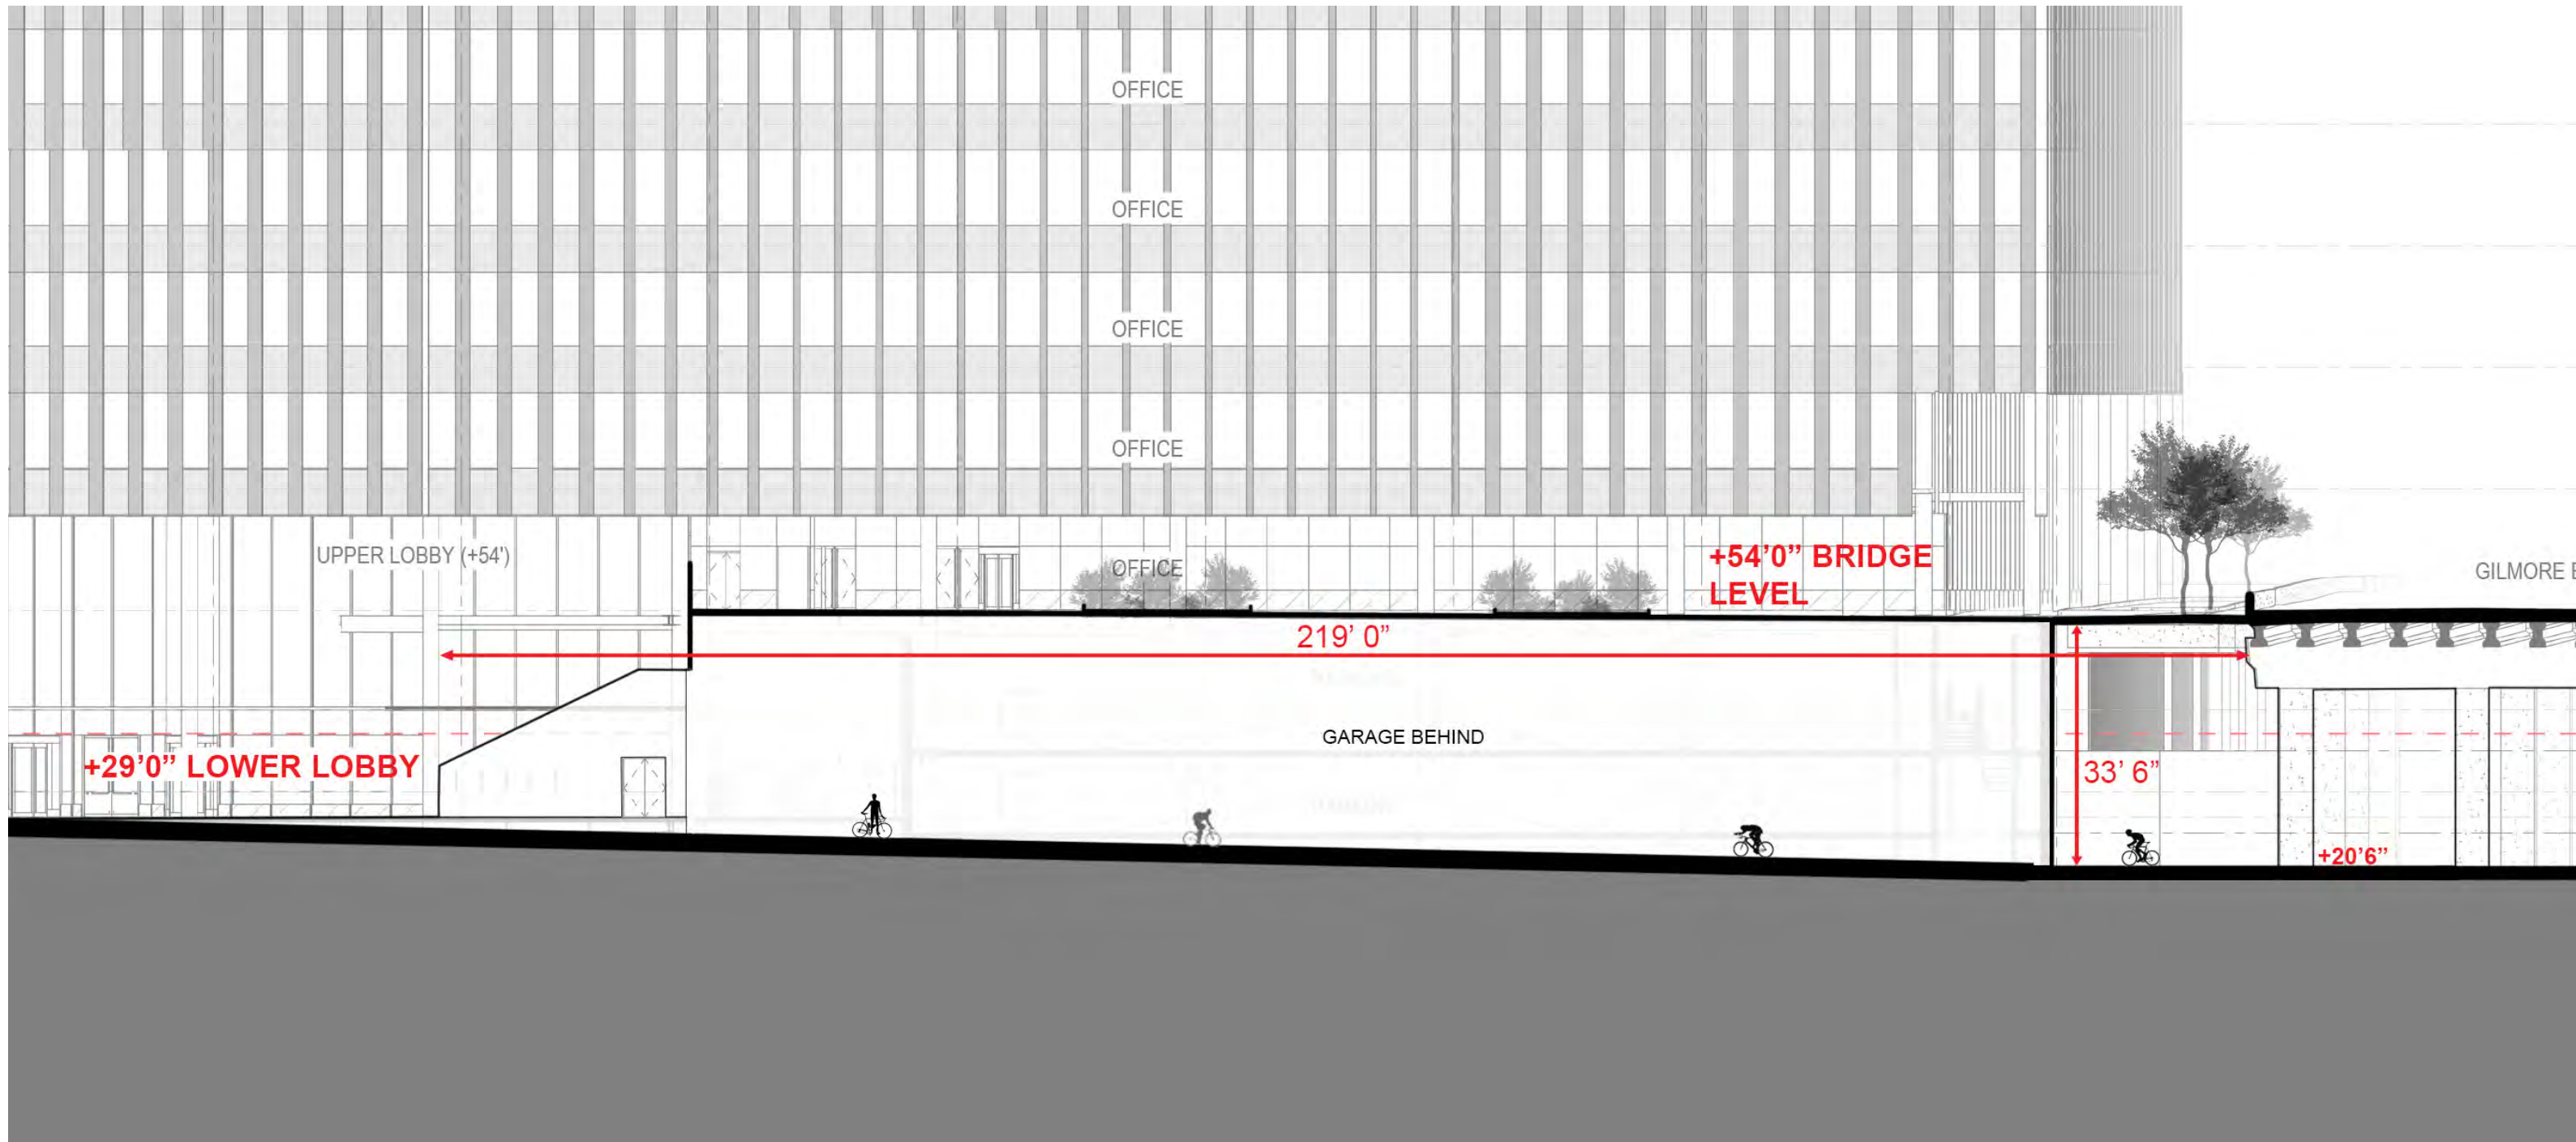 OFFICE
OFFICE
OFFICE
OFFICE
UPPER LOBBY (+54')
OFFICE
+54'0" BRIDGE
LEVEL
GILMORE
219' 0"
GARAGE BEHIND
+29'0" LOWER LOBBY
33' 6"
+20'6"